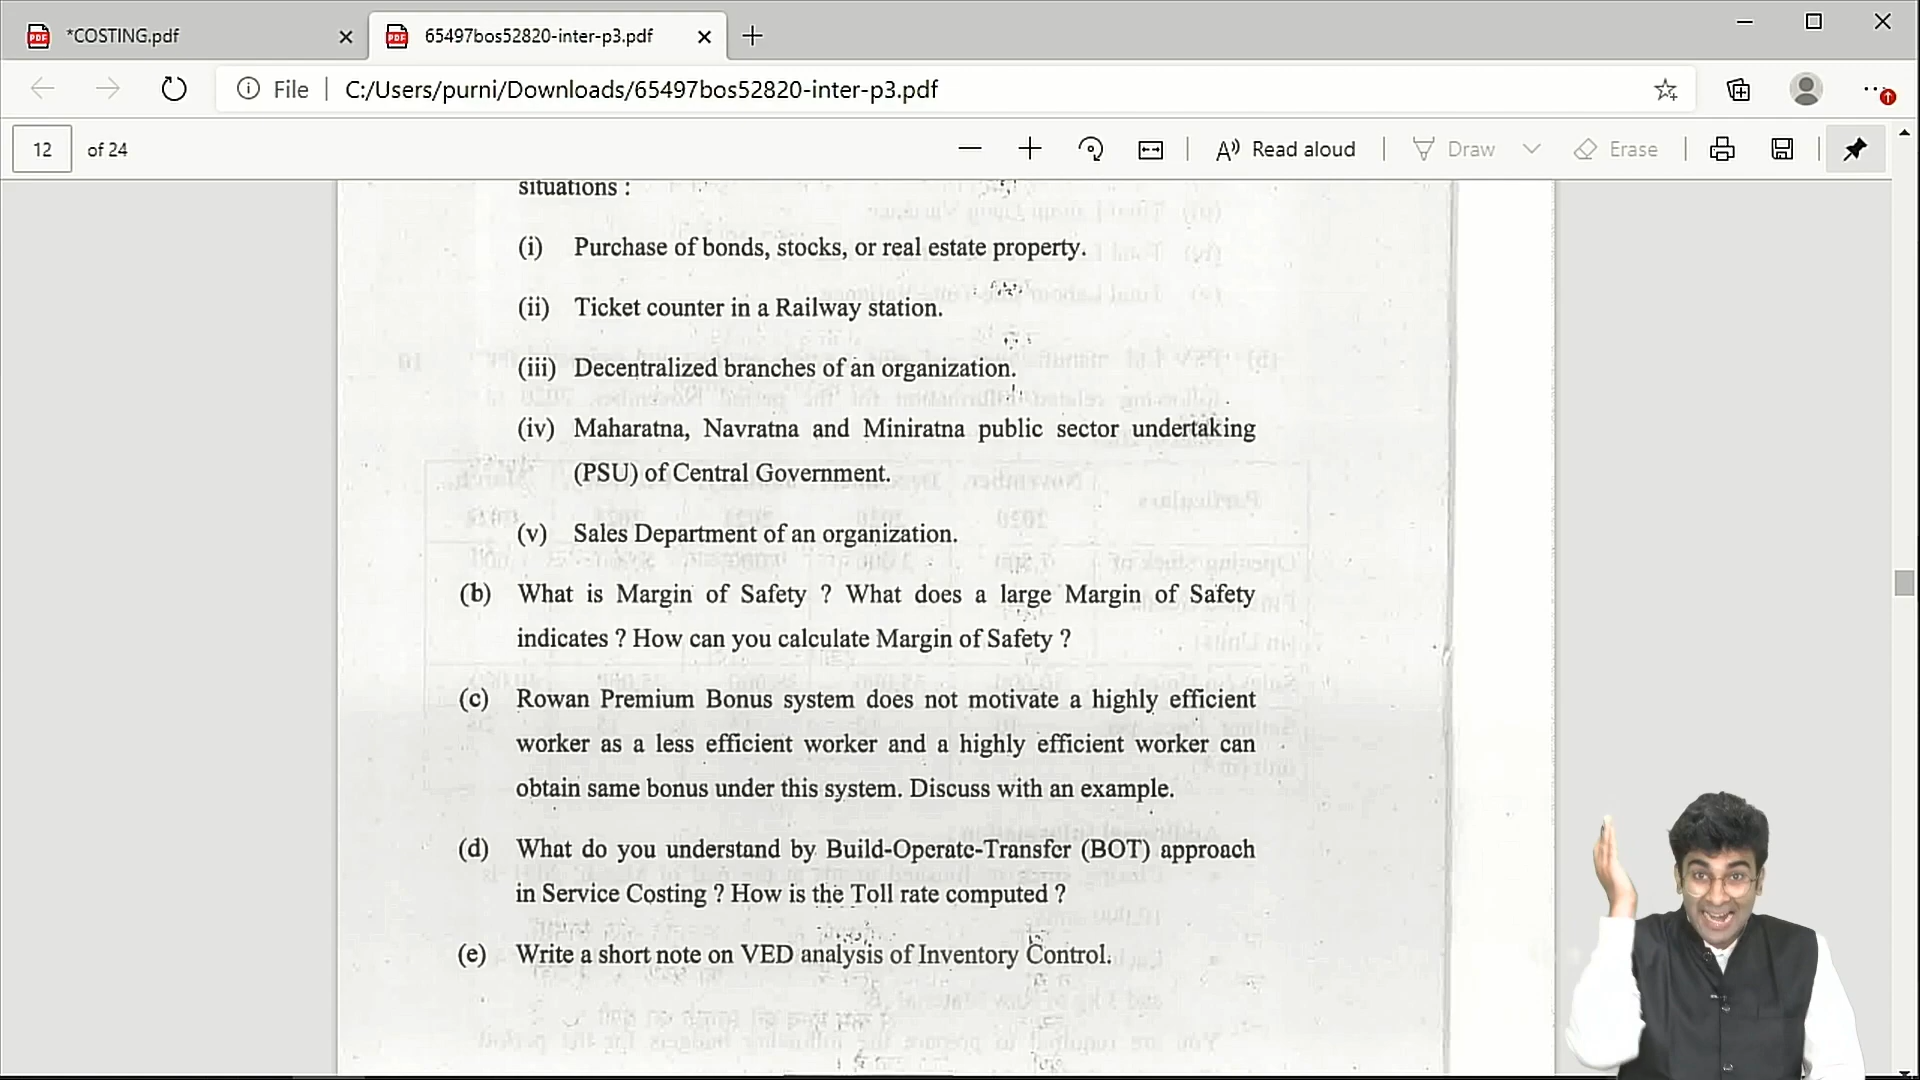 *COSTING.pdf
65497bos52820-inter-p3.pdf
File
C:/Users/purni/Downloads/65497bos52820-inter-p3.pdf
12 of 24
Read aloud
Draw
Erase
situations :
(i) Purchase of bonds, stocks, or real estate property.
(ii) Ticket counter in a Railway station.
(iii) Decentralized branches of an organization.
(iv) Maharatna, Navratna and Miniratna public sector undertaking
(PSU) of Central Government.
(v) Sales Department of an organization.
(b) What is Margin of Safety ? What does a large Margin of Safety
indicates ? How can you calculate Margin of Safety ?
(c) Rowan Premium Bonus system does not motivate a highly efficient
worker as a less efficient worker and a highly efficient worker can
obtain same bonus under this system. Discuss with an example.
(d) What do you understand by Build-Operate-Transfer (BOT) approach
in Service Costing ? How is the Toll rate computed ?
(e) Write a short note on VED analysis of Inventory Control.